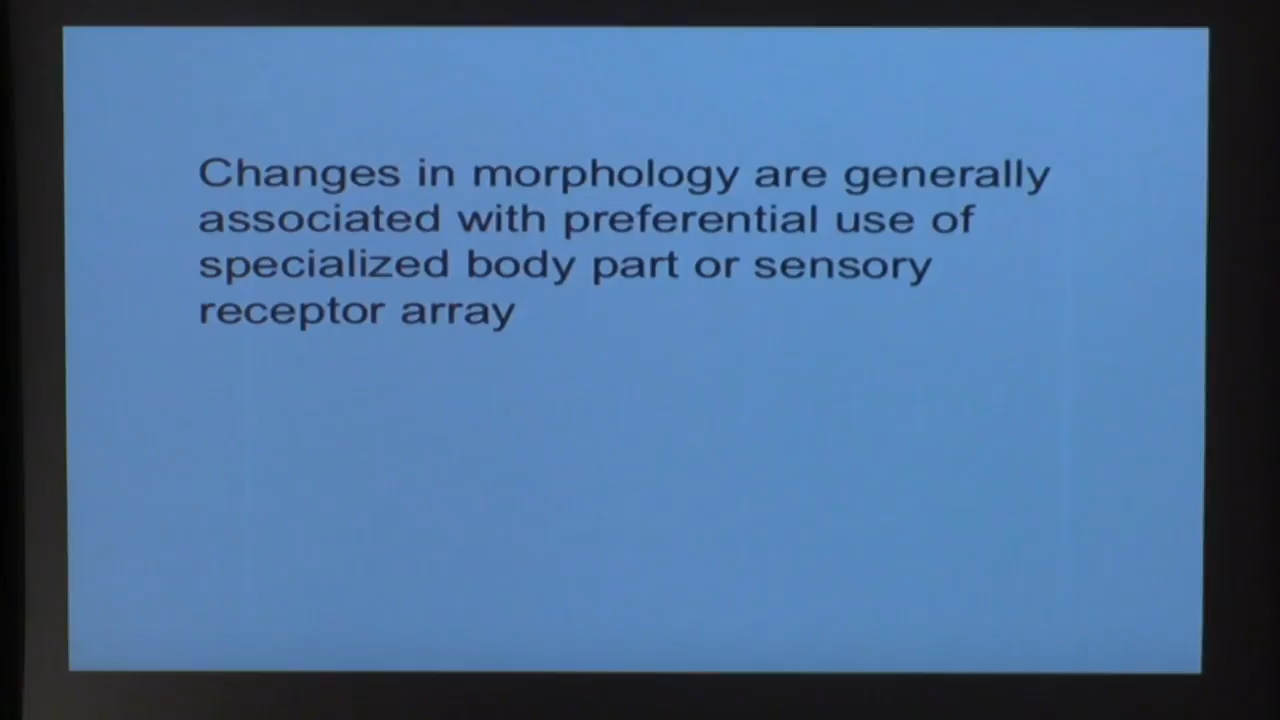 Changes in morphology are generally
associated with preferential use of
specialized body part or sensory
receptor array